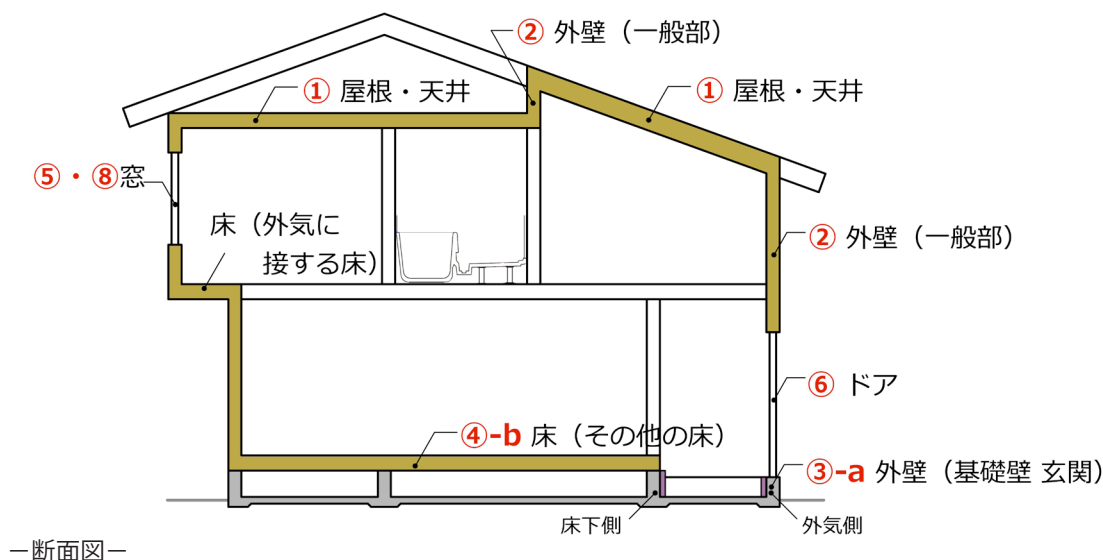 ② 外壁（一般部）
① 屋根・天井
① 屋根・天井
⑤・⑧窓
床（外気に
接する床）
② 外壁（一般部）
⑥ ドア
④-b 床（その他の床）
③-a 外壁（基礎壁 玄関）
床下側
外気側
－断面図－